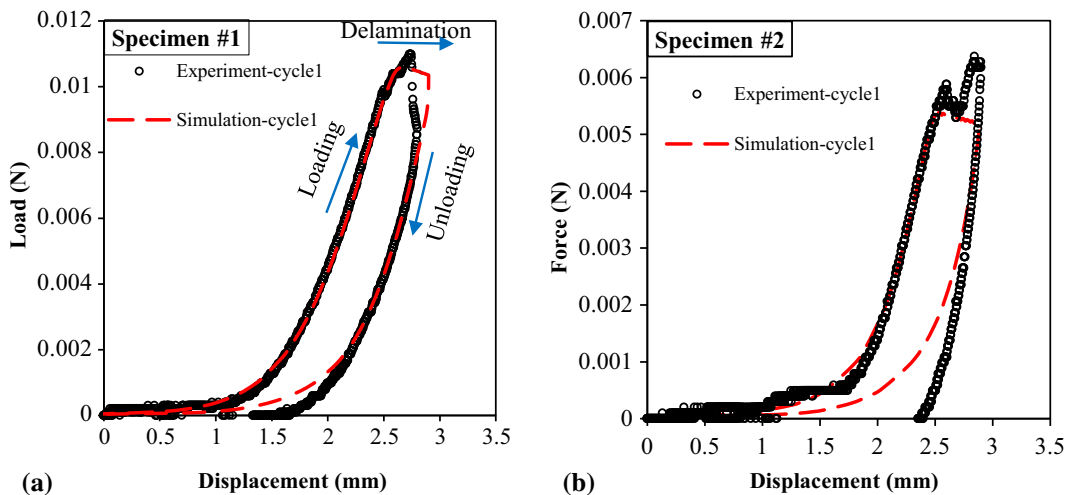 Specimen #1
Delamination
Experiment-cycle1
Simulation-cycle1
Loading
Unloading
Load (N)
0.012
0.01
0.008
0.006
0.004
0.002
0
0 0.5 1 1.5 2 2.5 3 3.5
Displacement (mm)
(a)
Specimen #2
Experiment-cycle1
Simulation-cycle1
Force (N)
0.007
0.006
0.005
0.004
0.003
0.002
0.001
0
0 0.5 1 1.5 2 2.5 3 3.5
Displacement (mm)
(b)